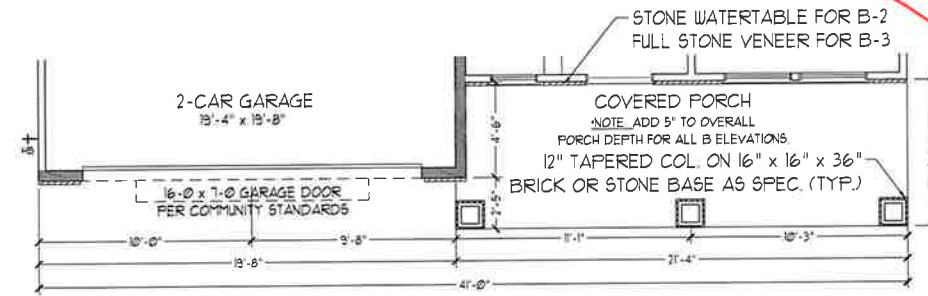 STONE WATERTABLE FOR B-2
FULL STONE VENEER FOR B-3
2-CAR GARAGE
19'-4" x 19'-8"
COVERED PORCH
*NOTE ADD 5" TO OVERALL
PORCH DEPTH FOR ALL B ELEVATIONS.
12" TAPERED COL. ON 16" x 16" x 36"
BRICK OR STONE BASE AS SPEC. (TYP.)
4'-6"
2'-5"
16-0 x 7-0 GARAGE DOOR
PER COMMUNITY STANDARDS
10'-0"
9'-8"
11'-1"
10'-3"
19'-8"
21'-4"
41'-0"